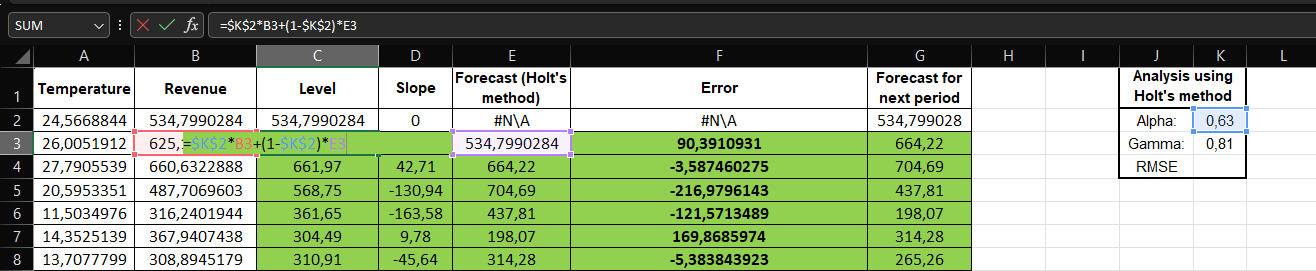 SUM fx =$K$2*B3+(1-$K$2)*E3
A B C D E F G H I J K L
1 Temperature Revenue Level Slope Forecast (Holt's method) Error Forecast for next period Analysis using Holt's method
2 24,5668844 534,7990284 534,7990284 0 #N\A #N\A 534,799028 Alpha: 0,63
3 26,0051912 625, =$K$2*B3+(1-$K$2)*E3 534,7990284 90,3910931 664,22 Gamma: 0,81
4 27,7905539 660,6322888 661,97 42,71 664,22 -3,587460275 704,69 RMSE
5 20,5953351 487,7069603 568,75 -130,94 704,69 -216,9796143 437,81
6 11,5034976 316,2401944 361,65 -163,58 437,81 -121,5713489 198,07
7 14,3525139 367,9407438 304,49 9,78 198,07 169,8685974 314,28
8 13,7077799 308,8945179 310,91 -45,64 314,28 -5,383843923 265,26